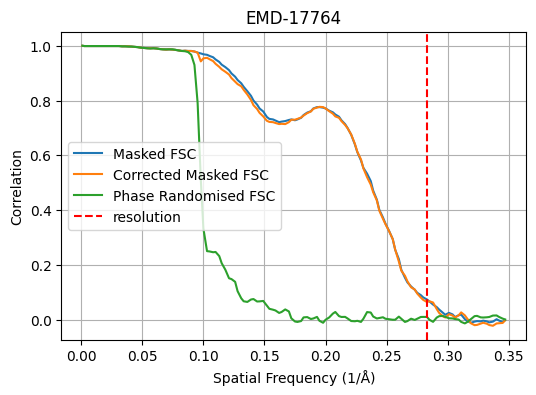 EMD-17764
1.0
0.8
0.6
0.4
0.2
0.0
Correlation
Masked FSC
Corrected Masked FSC
Phase Randomised FSC
resolution
0.00 0.05 0.10 0.15 0.20 0.25 0.30 0.35
Spatial Frequency (1/Å)